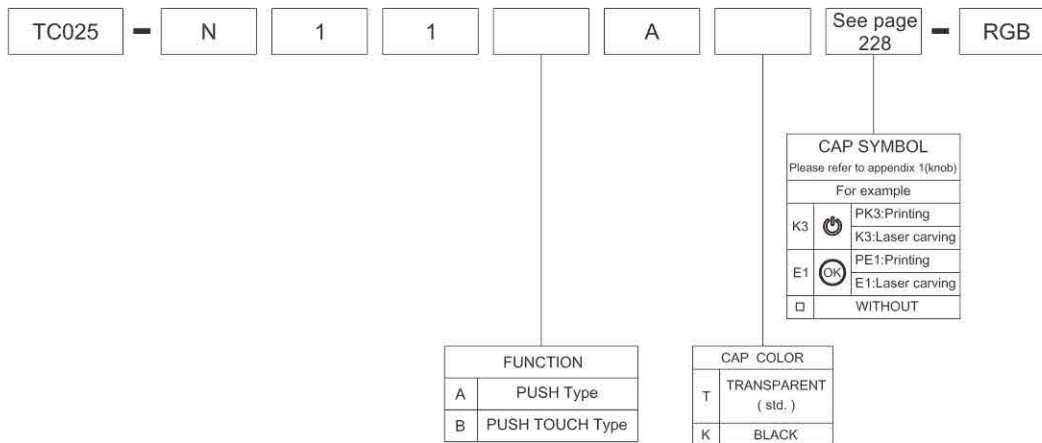 TC025 - N 1 1 A See page 228 - RGB
CAP SYMBOL
Please refer to appendix 1(knob)
For example
K3 PK3:Printing
K3:Laser carving
E1 OK PE1:Printing
E1:Laser carving
□ WITHOUT
FUNCTION
A PUSH Type
B PUSH TOUCH Type
CAP COLOR
T TRANSPARENT
( std. )
K BLACK